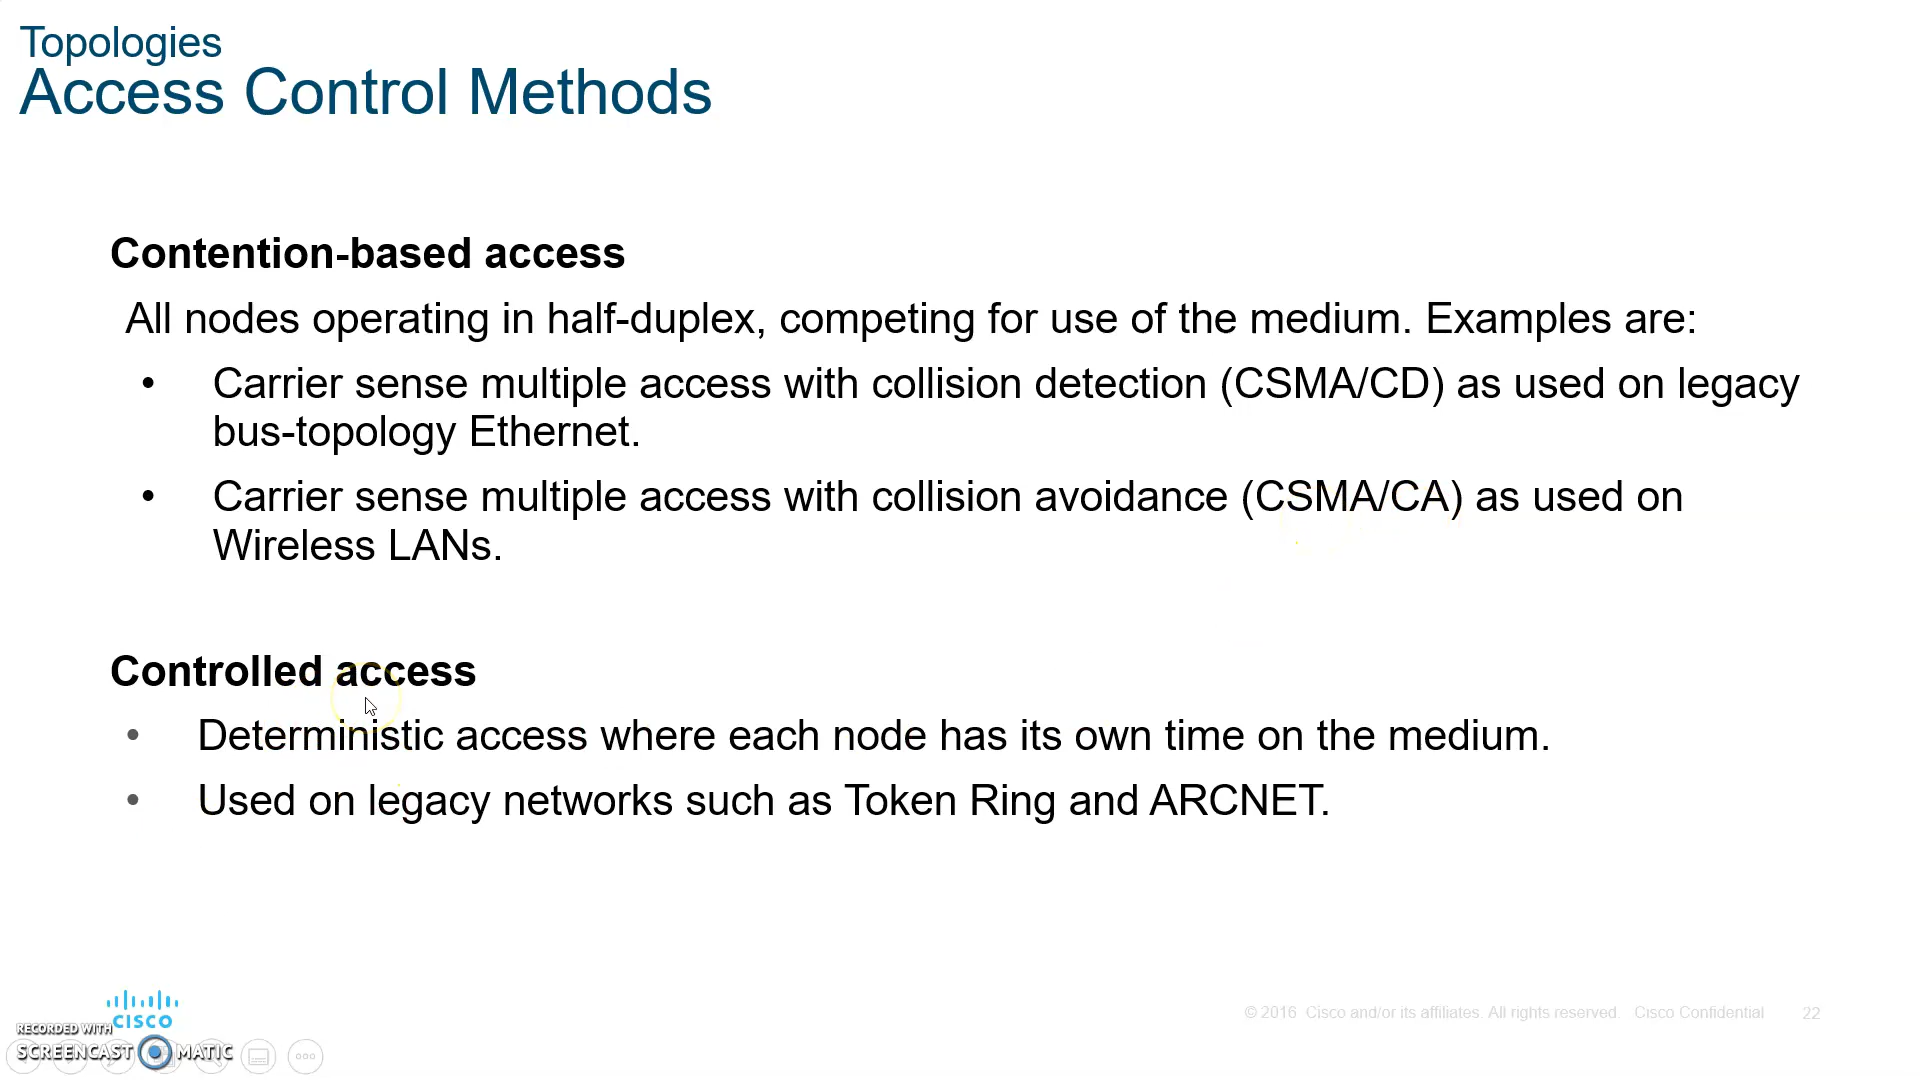 Topologies
Access Control Methods
Contention-based access
All nodes operating in half-duplex, competing for use of the medium. Examples are:
• Carrier sense multiple access with collision detection (CSMA/CD) as used on legacy
bus-topology Ethernet.
• Carrier sense multiple access with collision avoidance (CSMA/CA) as used on
Wireless LANs.
Controlled access
• Deterministic access where each node has its own time on the medium.
• Used on legacy networks such as Token Ring and ARCNET.
CISCO
© 2016 Cisco and/or its affiliates. All rights reserved. Cisco Confidential 22
RECORDED WITH
SCREENCAST MATIC